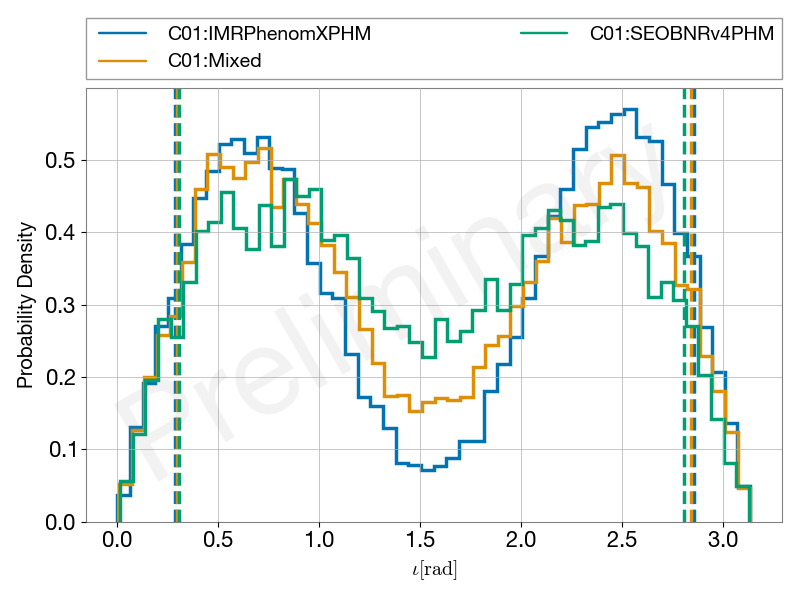 C01:IMRPhenomXPHM
C01:Mixed
C01:SEOBNRv4PHM
Preliminary
Probability Density
0.5
0.4
0.3
0.2
0.1
0.0
0.0 0.5 1.0 1.5 2.0 2.5 3.0
ι[rad]